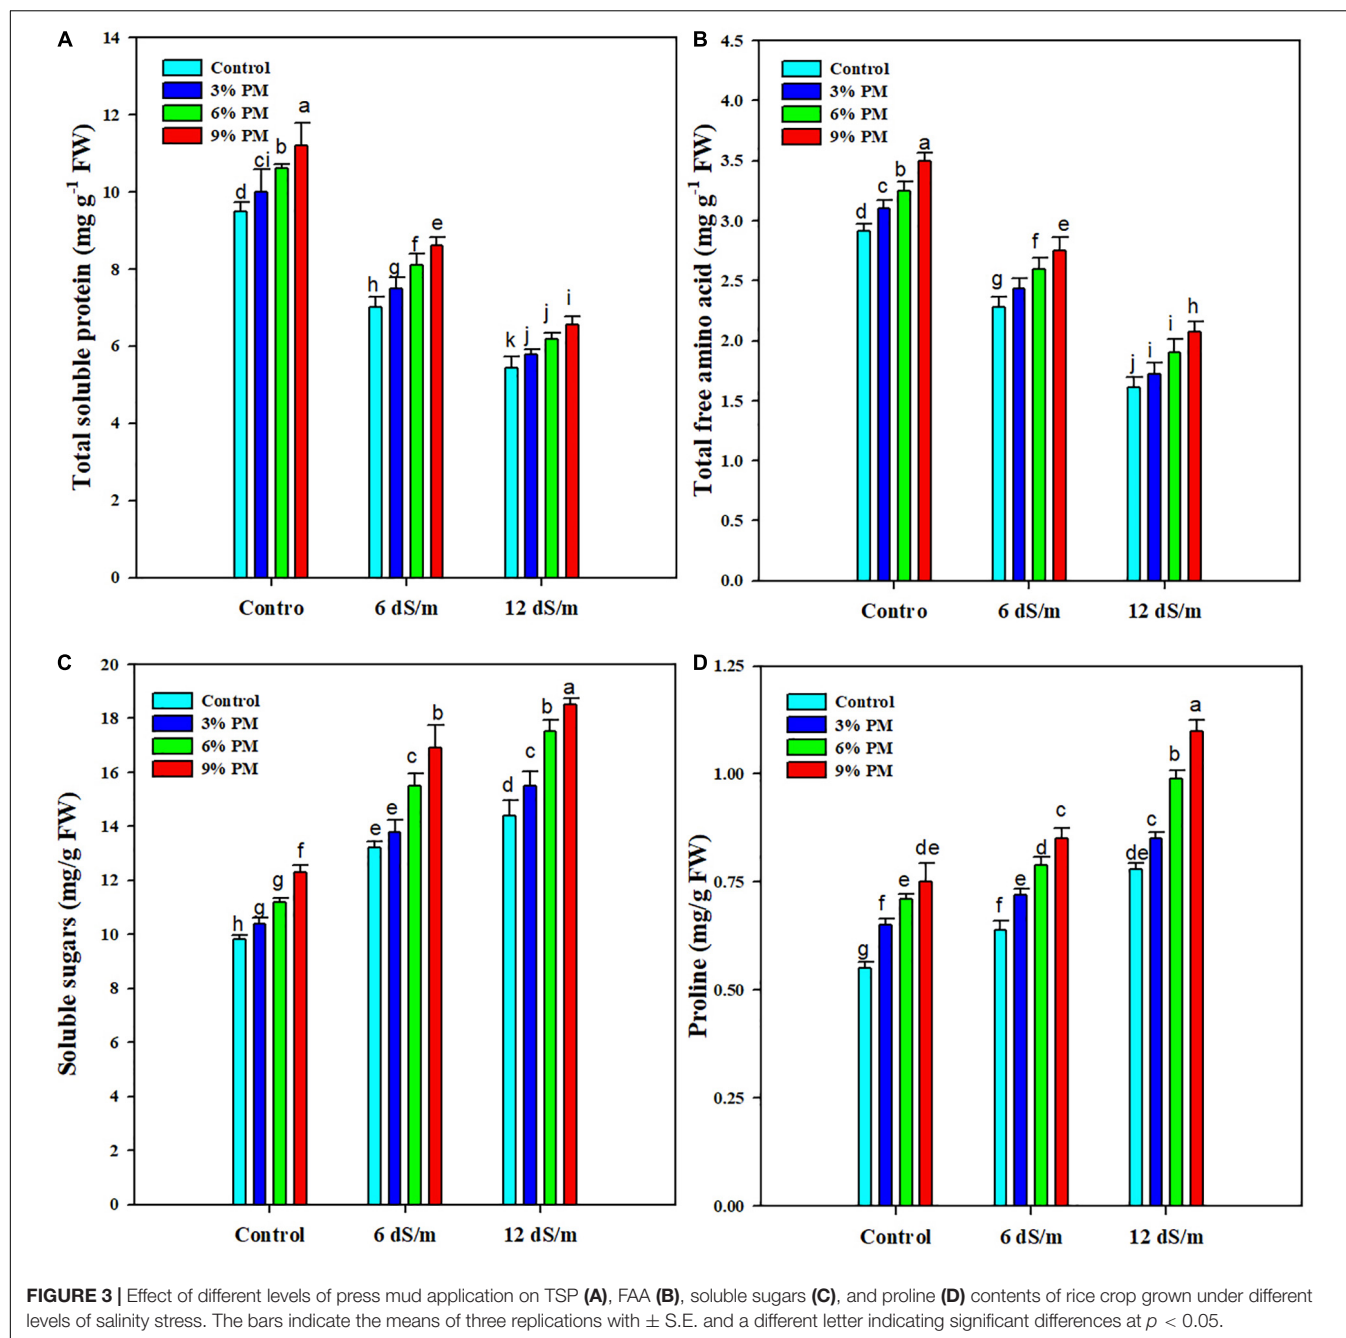 A
14
12
10
8
6
4
2
0
Total soluble protein (mg g-1 FW)
Control
3% PM
6% PM
9% PM
d
ci
b
a
h
g
f
e
k
j
j
i
Contro
6 dS/m
12 dS/m
B
4.5
4.0
3.5
3.0
2.5
2.0
1.5
1.0
0.5
0.0
Total free amino acid (mg g-1 FW)
Control
3% PM
6% PM
9% PM
d
c
b
a
g
f
e
j
i
i
h
Contro
6 dS/m
12 dS/m
C
20
18
16
14
12
10
8
6
4
2
0
Soluble sugars (mg/g FW)
Control
3% PM
6% PM
9% PM
h
g
g
f
e
e
c
b
d
c
b
a
Control
6 dS/m
12 dS/m
D
1.25
1.00
0.75
0.50
0.25
0.00
Proline (mg/g FW)
Control
3% PM
6% PM
9% PM
g
f
e
de
f
e
d
c
de
c
b
a
Control
6 dS/m
12 dS/m
FIGURE 3 | Effect of different levels of press mud application on TSP (A), FAA (B), soluble sugars (C), and proline (D) contents of rice crop grown under different
levels of salinity stress. The bars indicate the means of three replications with ± S.E. and a different letter indicating significant differences at p < 0.05.